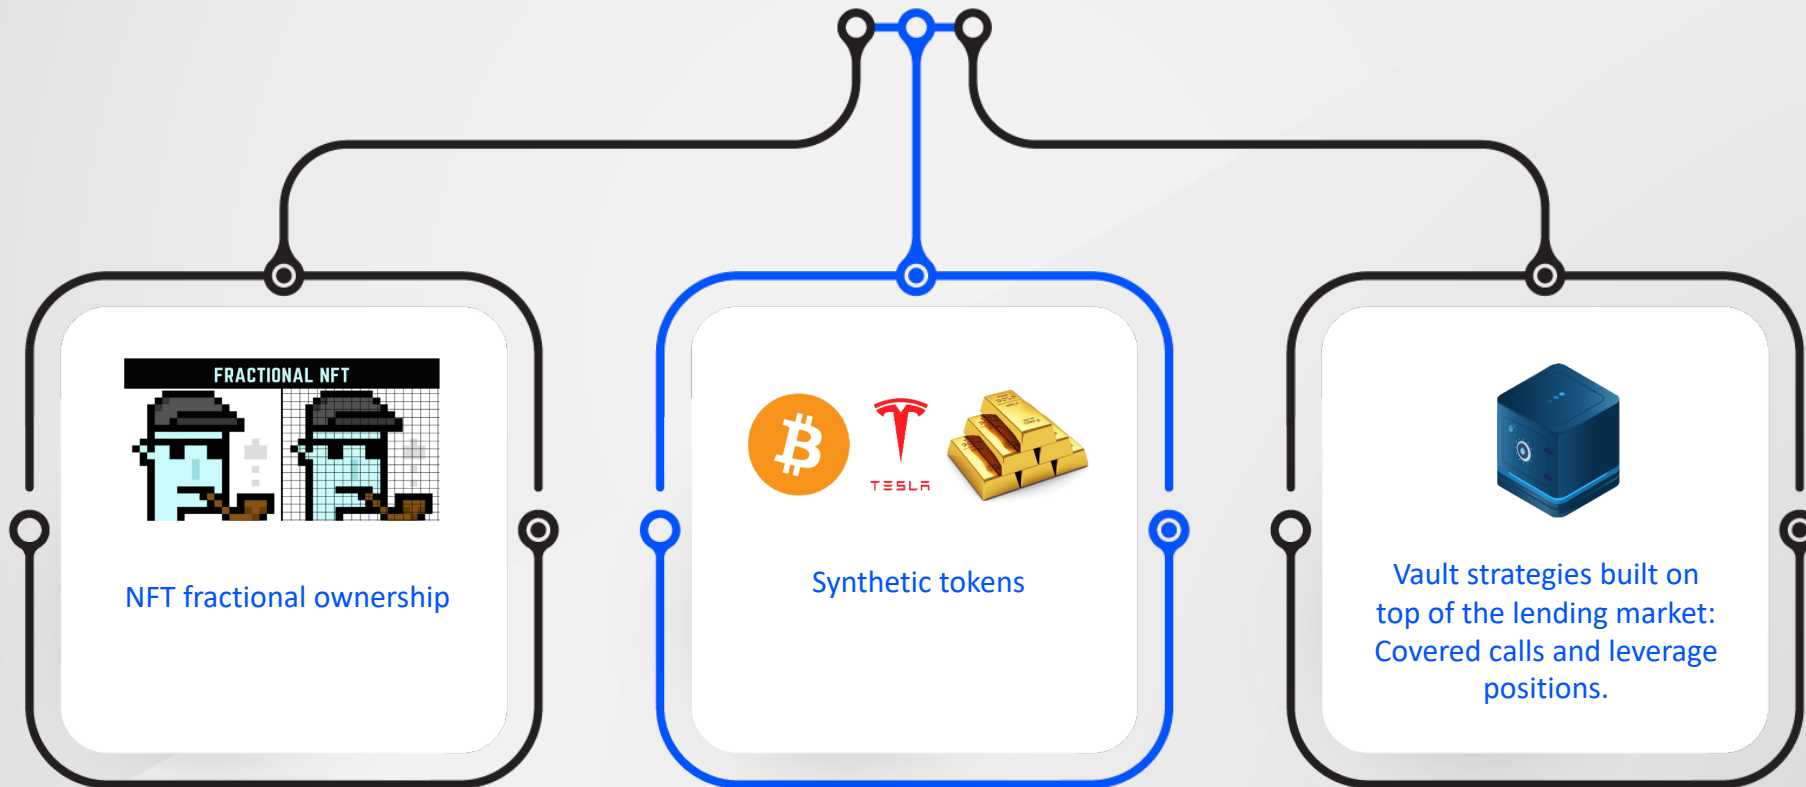 FRACTIONAL NFT
NFT fractional ownership
TESLA
Synthetic tokens
Vault strategies built on
top of the lending market:
Covered calls and leverage
positions.